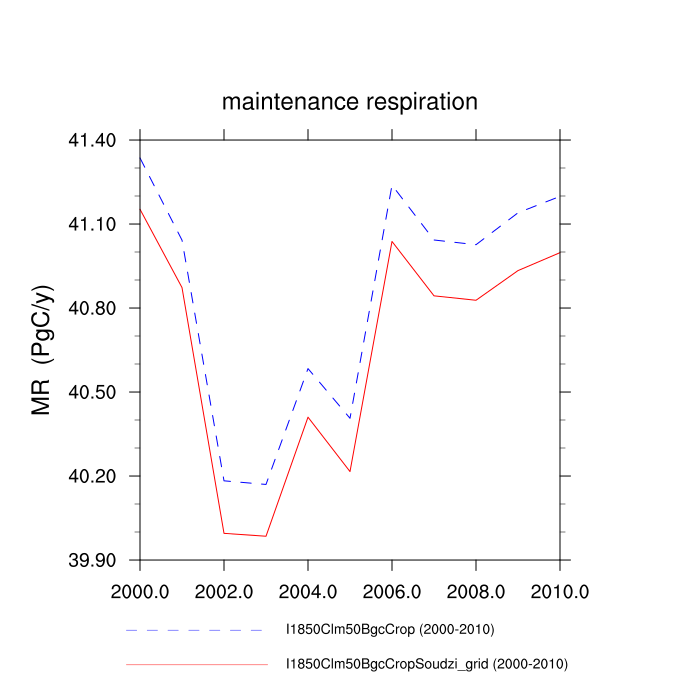 maintenance respiration
MR (PgC/y)
41.40
41.10
40.80
40.50
40.20
39.90
2000.0 2002.0 2004.0 2006.0 2008.0 2010.0
I1850Clm50BgcCrop (2000-2010)
I1850Clm50BgcCropSoudzi_grid (2000-2010)